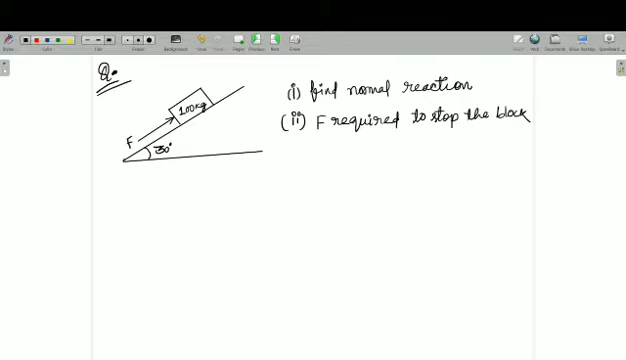 Q.
(i) find normal reaction
(ii) F required to stop the block
100kg
F
30°